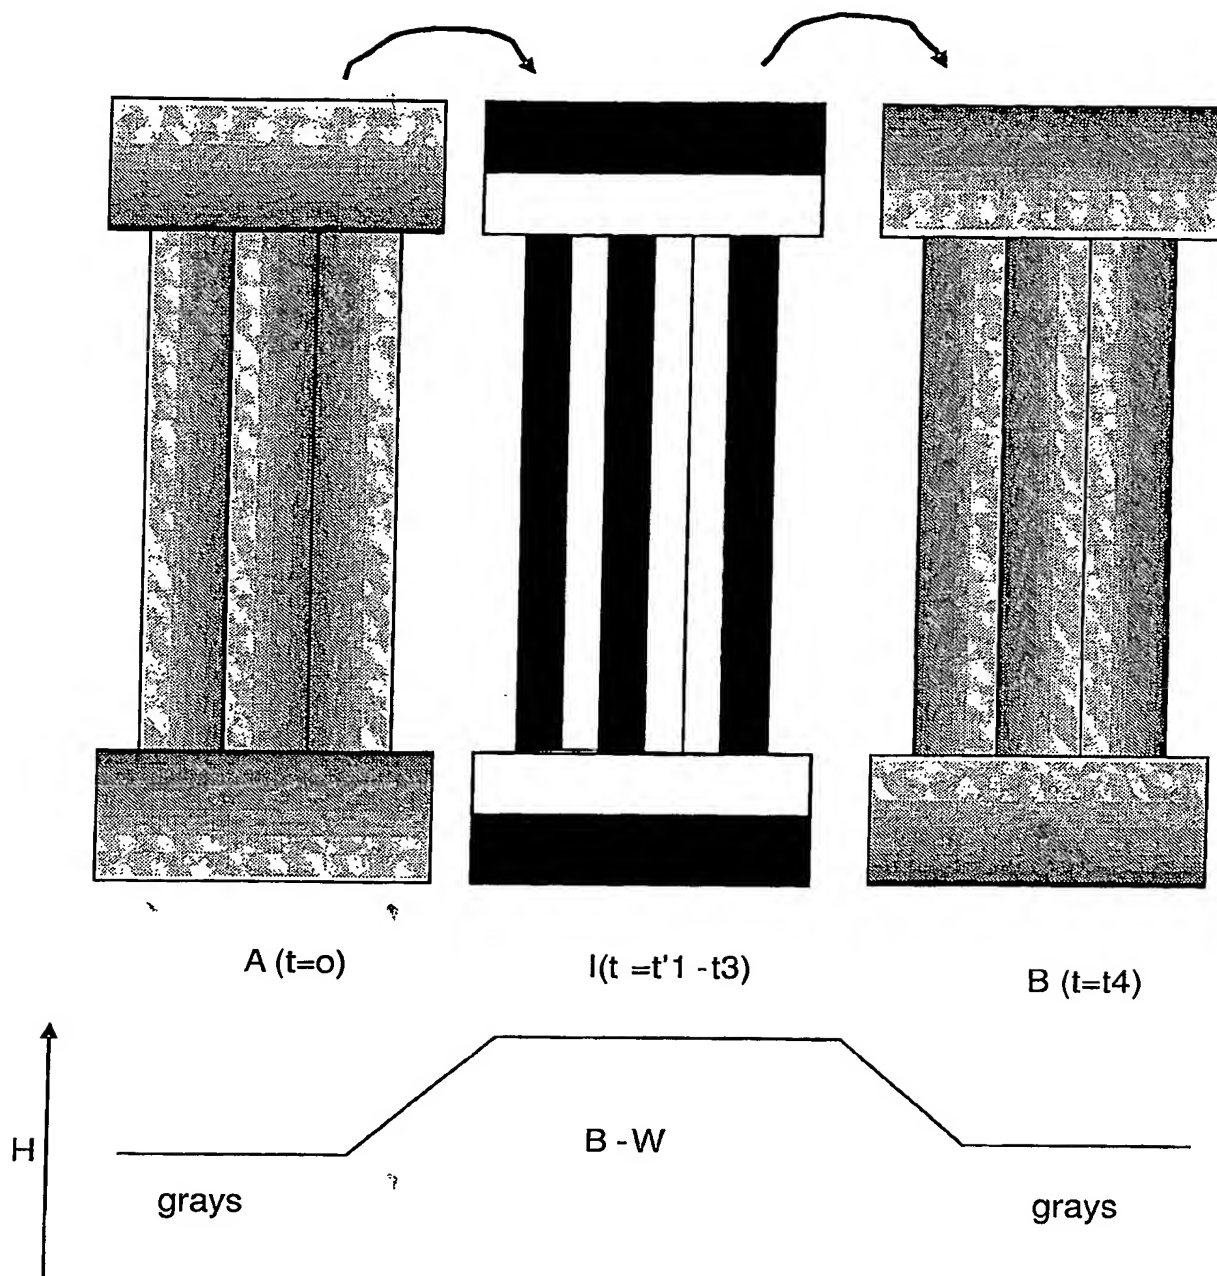 A (t=o)
I(t =t'1 -t3)
B (t=t4)
H
B - W
grays
grays